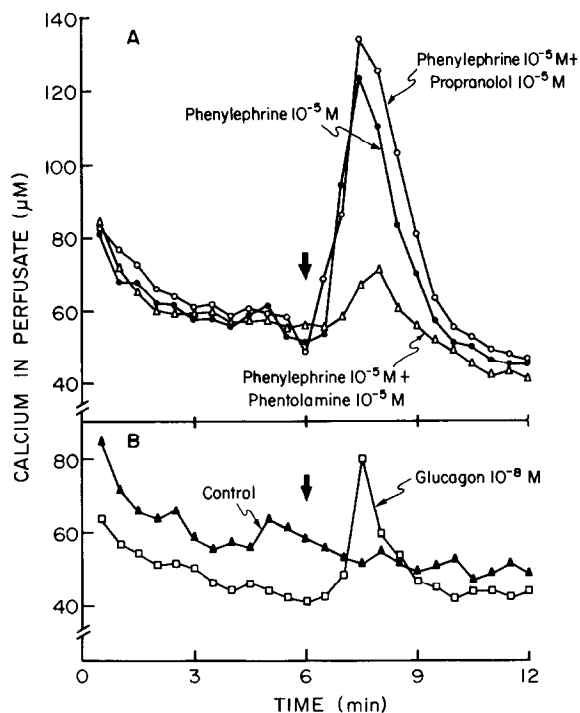 140
A
Phenylephrine 10⁻⁵ M+
Propranolol 10⁻⁵ M
120
Phenylephrine 10⁻⁵ M
100
80
60
40
Phenylephrine 10⁻⁵ M+
Phentolamine 10⁻⁵ M
CALCIUM IN PERFUSATE (µM)
B
80
Control
Glucagon 10⁻⁸ M
60
40
0 3 6 9 12
TIME (min)